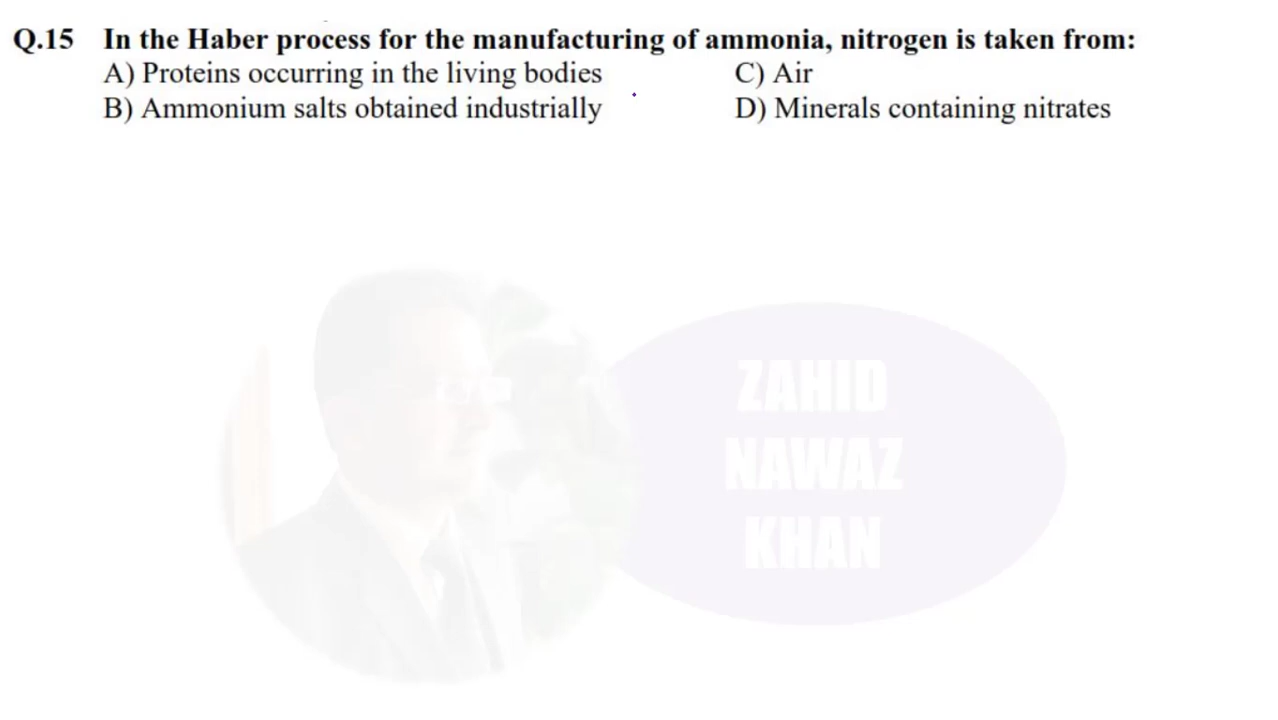 Q.15 In the Haber process for the manufacturing of ammonia, nitrogen is taken from:
A) Proteins occurring in the living bodies C) Air
B) Ammonium salts obtained industrially D) Minerals containing nitrates
ZAHID
NAWAZ
KHAN